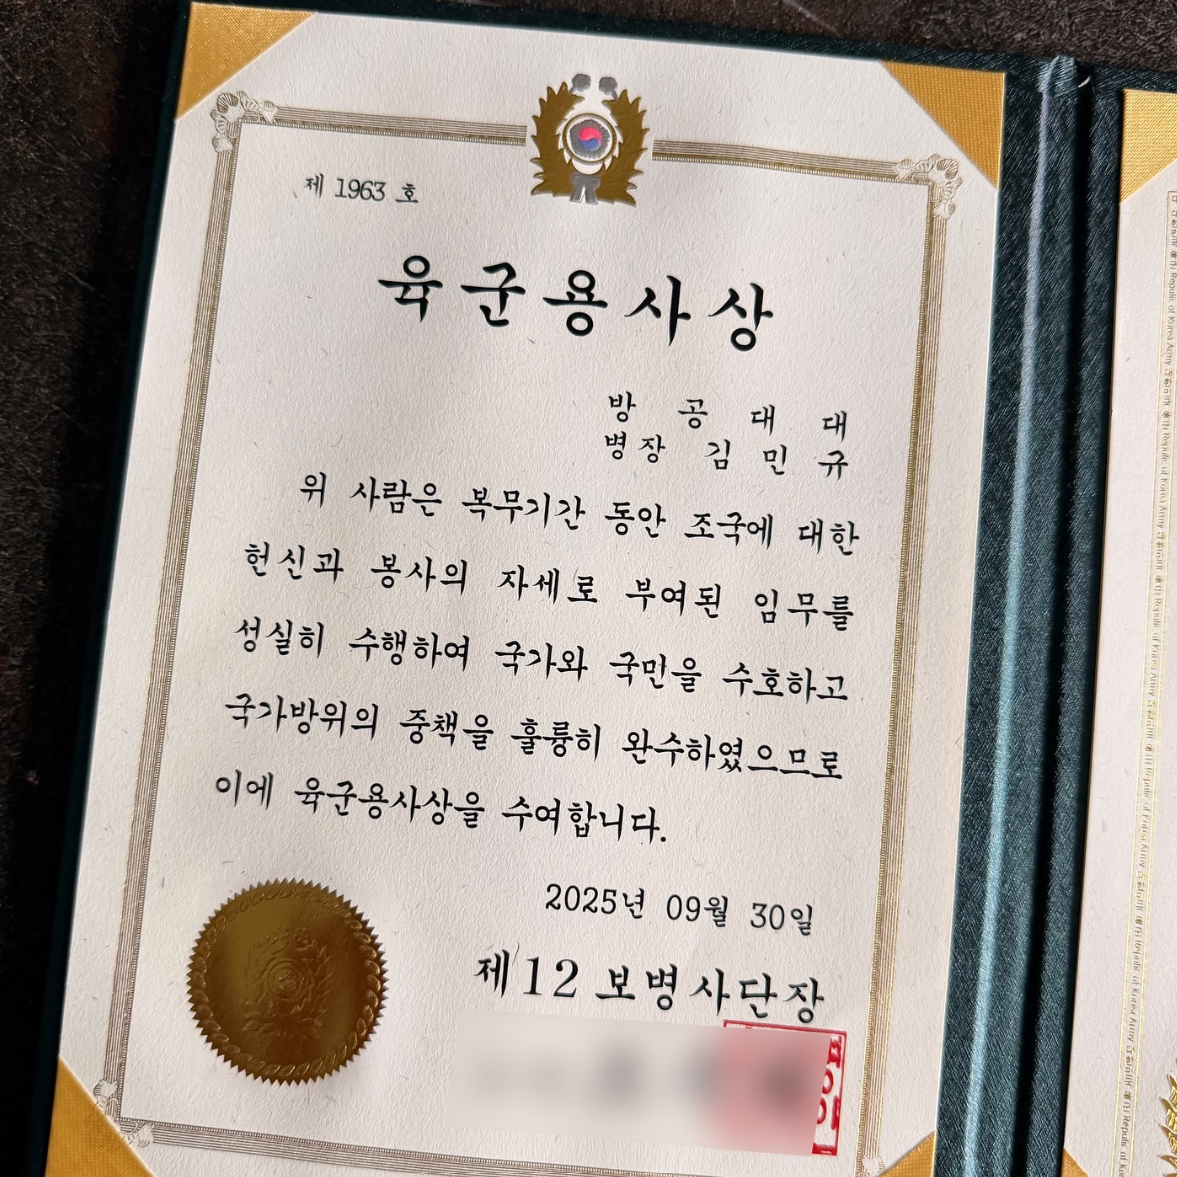 제 1963 호
육군용사상
방 공 대 대
병장 김 민 규
위 사람은 복무기간 동안 조국에 대한
헌신과 봉사의 자세로 부여된 임무를
성실히 수행하여 국가와 국민을 수호하고
국가방위의 중책을 훌륭히 완수하였으므로
이에 육군용사상을 수여합니다.
2025년 09월 30일
제12 보병사단장